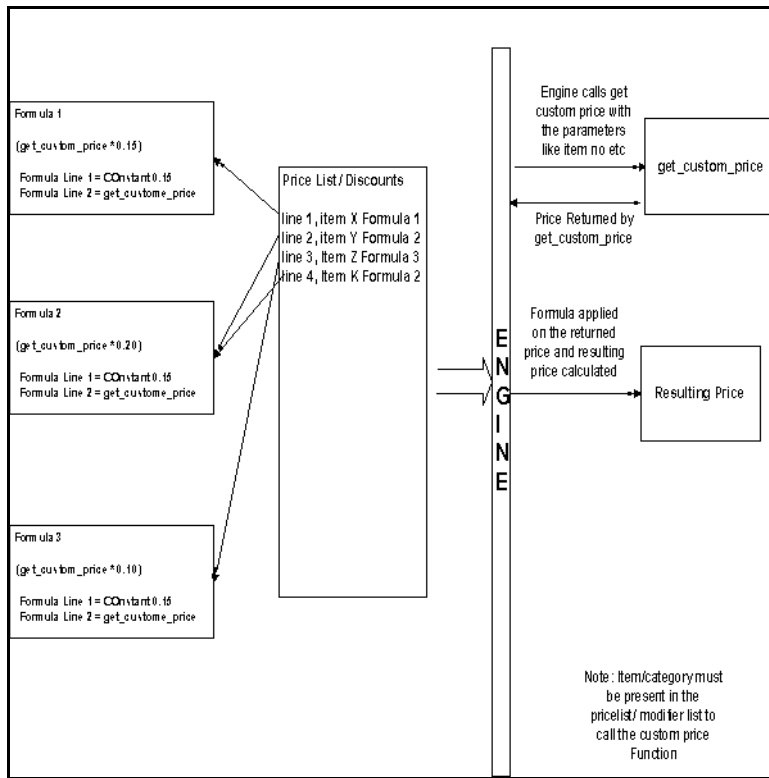 Formula 1
(get_custom_price *0.15)
Formula Line 1 = COnstant 0.15
Formula Line 2 = get_custome_price
Formula 2
(get_custom_price *0.20)
Formula Line 1 = COnstant 0.15
Formula Line 2 = get_custome_price
Formula 3
(get_custom_price *0.10)
Formula Line 1 = COnstant 0.15
Formula Line 2 = get_custome_price
Price List / Discounts
line 1, item X Formula 1
line 2, item Y Formula 2
line 3, Item Z Formula 3
line 4, Item K Formula 2
ENGINE
Engine calls get
custom price with
the parameters
like item no etc
get_custom_price
Price Returned by
get_custom_price
Formula applied
on the returned
price and resulting
price calculated
Resulting Price
Note : Item/category must
be present in the
pricelist/ modifier list to
call the custom price
Function